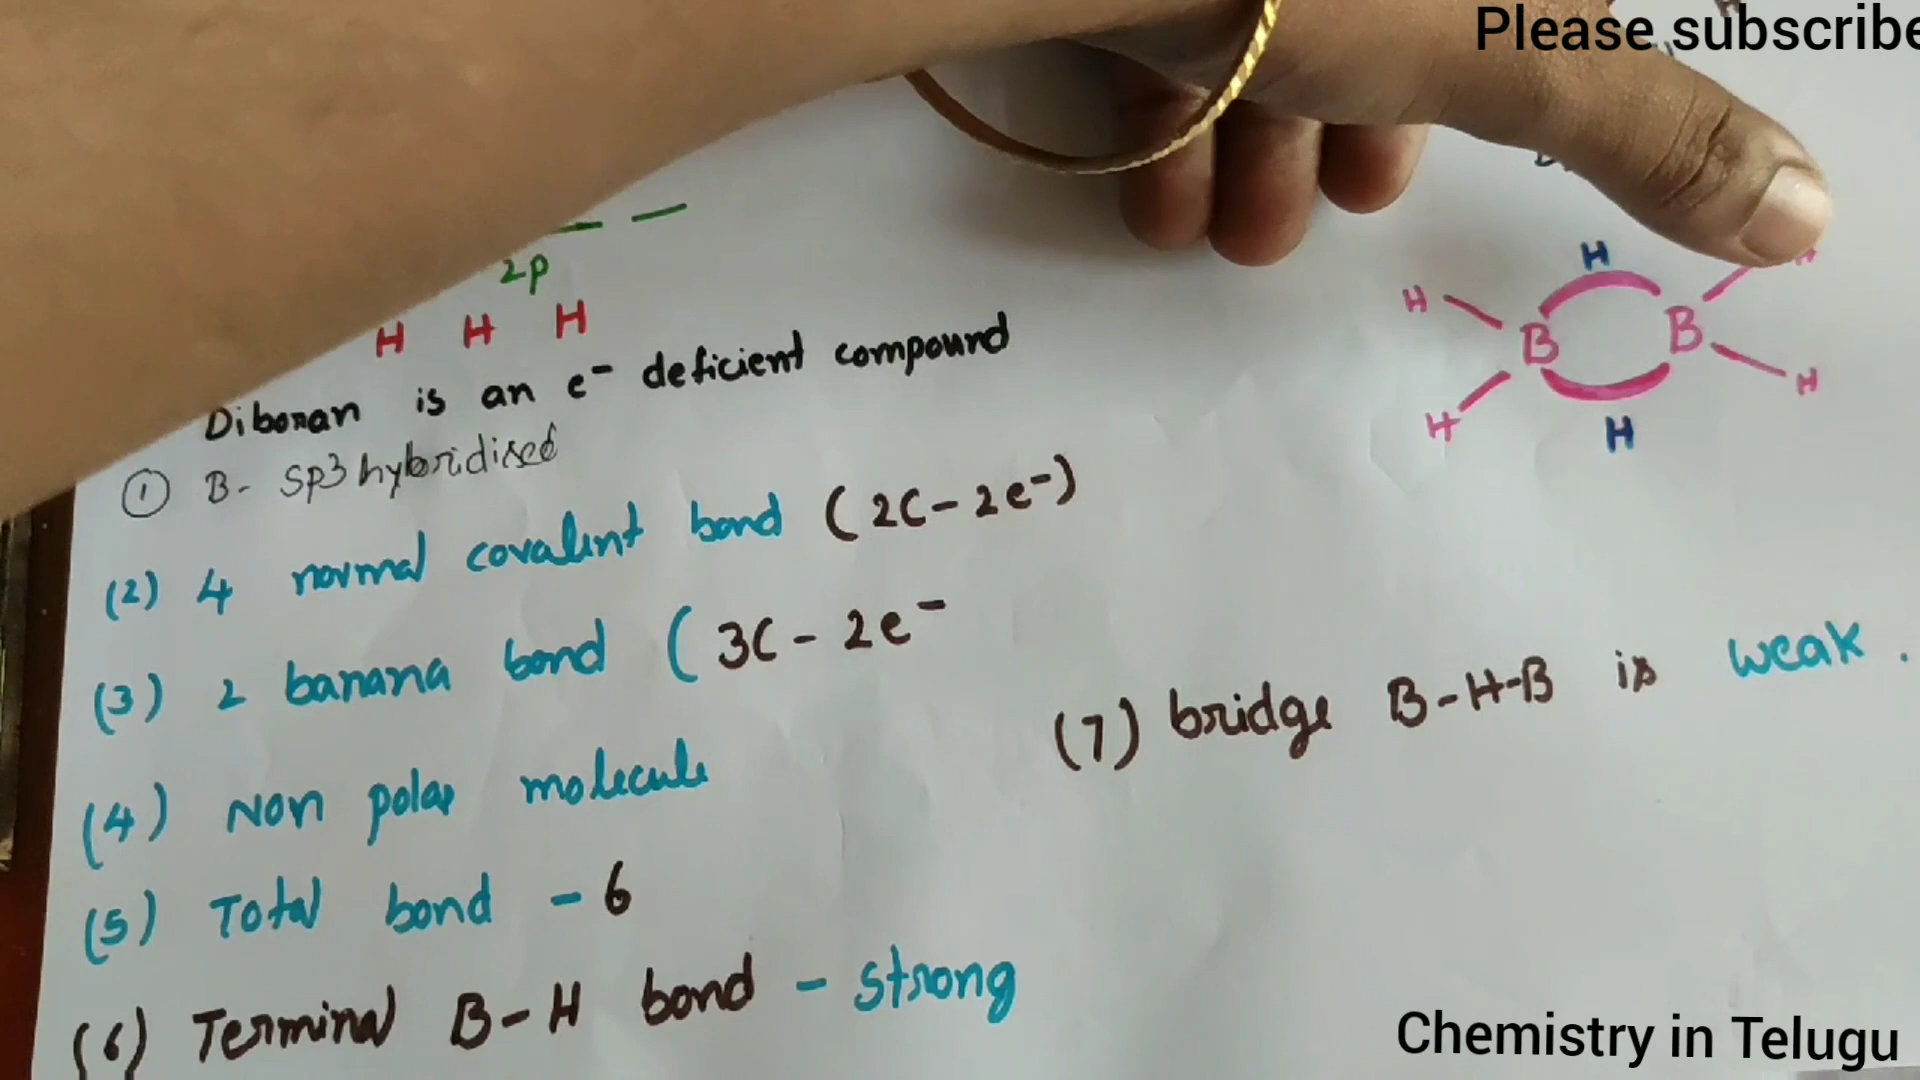 Please subscribe
2p
H H H
Diboran is an e⁻ deficient compound
① B- sp3 hybridised
(2) 4 normal covalent bond (2C-2e⁻)
(3) 2 banana bond (3C-2e⁻
(4) Non polar molecule
(5) Total bond - 6
(6) Terminal B-H bond - strong
H H
H B B
H H H
(7) bridge B-H-B is weak.
Chemistry in Telugu